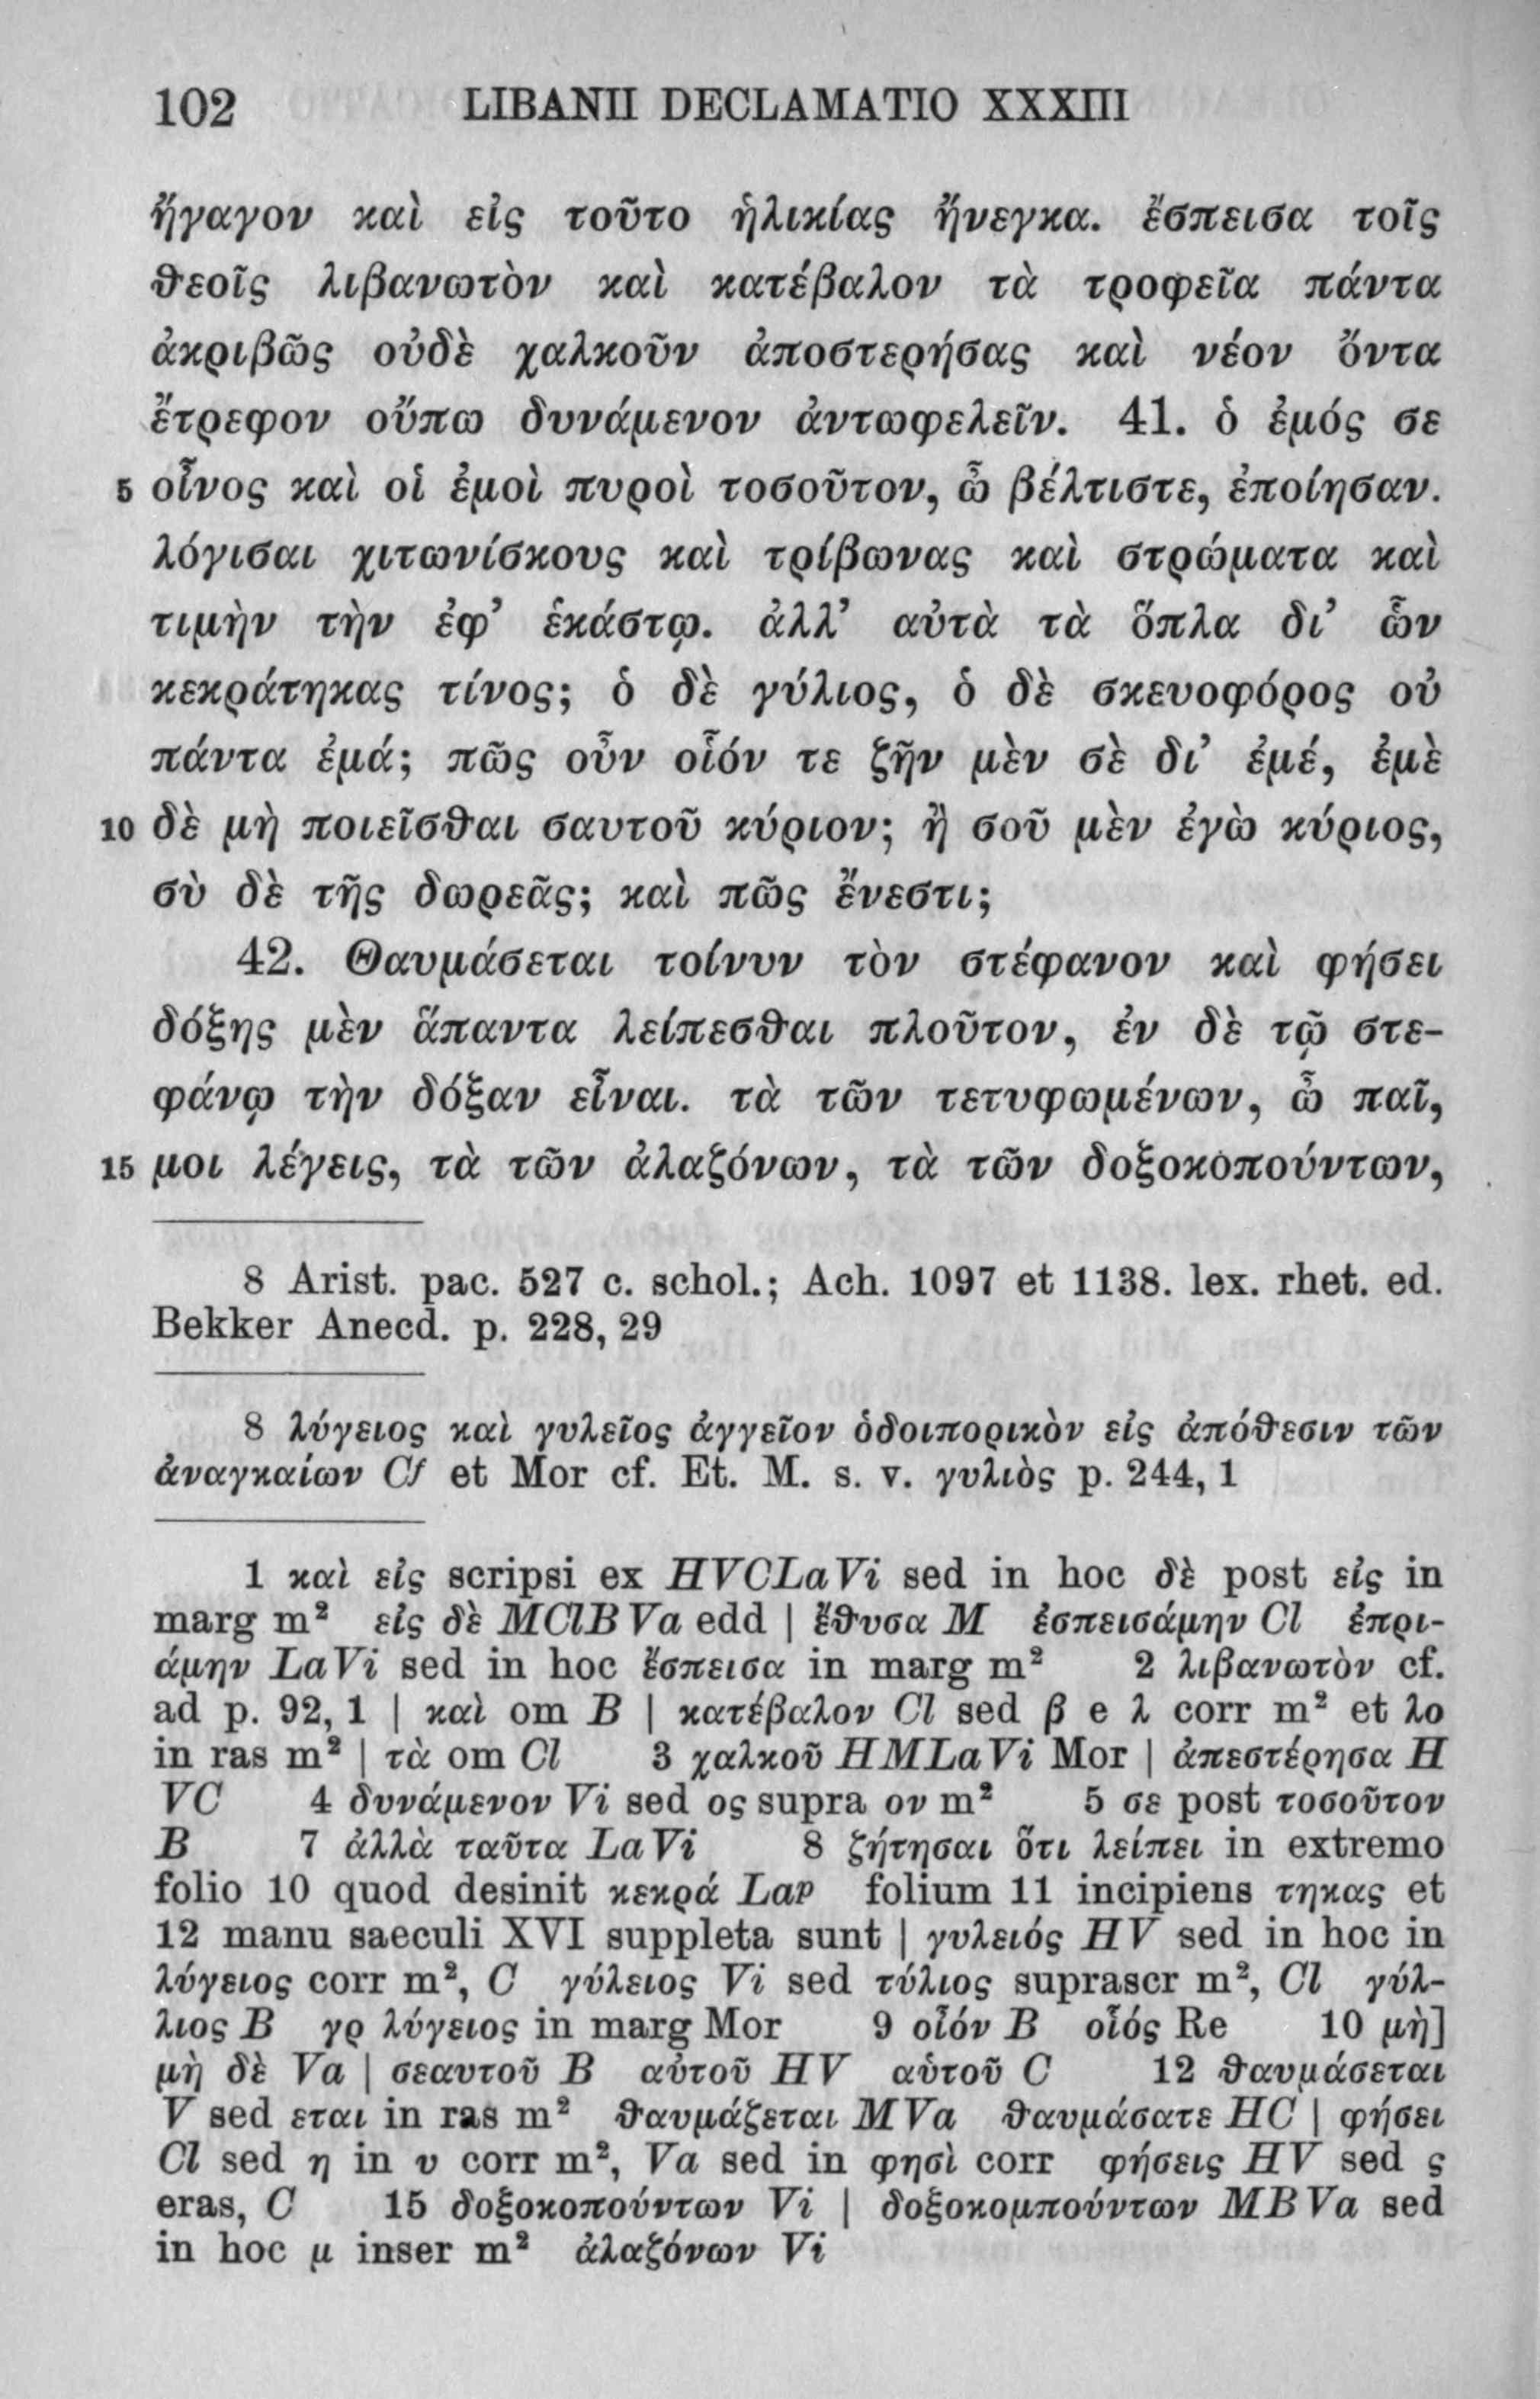 102 LIBANII DECLAMATIO XXXIII
ἤγαγον καὶ εἰς τοῦτο ἡλικίας ἤνεγκα. ἔσπεισα τοῖς
θεοῖς λιβανωτὸν καὶ κατέβαλον τὰ τροφεῖα πάντα
ἀκριβῶς οὐδὲ χαλκοῦν ἀποστερήσας καὶ νέον ὄντα
ἔτρεφον οὔπω δυνάμενον ἀντωφελεῖν. 41. ὁ ἐμός σε
5 οἶνος καὶ οἱ ἐμοὶ πυροὶ τοσοῦτον, ὦ βέλτιστε, ἐποίησαν.
λόγισαι χιτωνίσκους καὶ τρίβωνας καὶ στρώματα καὶ
τιμὴν τὴν ἐφ’ ἑκάστῳ. ἀλλ’ αὐτὰ τὰ ὅπλα δι’ ὧν
κεκράτηκας τίνος; ὁ δὲ γύλιος, ὁ δὲ σκευοφόρος οὐ
πάντα ἐμά; πῶς οὖν οἷόν τε ζῆν μὲν σὲ δι’ ἐμέ, ἐμὲ
10 δὲ μὴ ποιεῖσθαι σαυτοῦ κύριον; ἢ σοῦ μὲν ἐγὼ κύριος,
σὺ δὲ τῆς δωρεᾶς; καὶ πῶς ἔνεστι;
42. Θαυμάσεται τοίνυν τὸν στέφανον καὶ φήσει
δόξης μὲν ἅπαντα λείπεσθαι πλοῦτον, ἐν δὲ τῷ στε-
φάνῳ τὴν δόξαν εἶναι. τὰ τῶν τετυφωμένων, ὦ παῖ,
15 μοι λέγεις, τὰ τῶν ἀλαζόνων, τὰ τῶν δοξοκοπούντων,
8 Arist. pac. 527 c. schol.; Ach. 1097 et 1138. lex. rhet. ed.
Bekker Anecd. p. 228, 29
8 λύγειος καὶ γυλεῖος ἀγγεῖον ὁδοιπορικὸν εἰς ἀπόθεσιν τῶν
ἀναγκαίων Cf et Mor cf. Et. M. s. v. γυλιὸς p. 244, 1
1 καὶ εἰς scripsi ex HVCLaVi sed in hoc δὲ post εἰς in
marg m² εἰς δὲ MClBVa edd | ἔθυσα M ἐσπεισάμην Cl ἐπρι-
άμην LaVi sed in hoc ἔσπεισα in marg m² 2 λιβανωτὸν cf.
ad p. 92, 1 | καὶ om B | κατέβαλον Cl sed β e λ corr m² et λο
in ras m² | τὰ om Cl 3 χαλκοῦ HMLaVi Mor | ἀπεστέρησα H
VC 4 δυνάμενον Vi sed ος supra ον m² 5 σε post τοσοῦτον
B 7 ἀλλὰ ταῦτα LaVi 8 ζήτησαι ὅτι λείπει in extremo
folio 10 quod desinit κεκρά Laᵖ folium 11 incipiens τηκας et
12 manu saeculi XVI suppleta sunt | γυλειός HV sed in hoc in
λύγειος corr m², C γύλειος Vi sed τύλιος suprascr m², Cl γύλ-
λιος B γρ λύγειος in marg Mor 9 οἷόν B οἷός Re 10 μὴ]
μὴ δὲ Va | σεαυτοῦ B αὐτοῦ HV αὑτοῦ C 12 θαυμάσεται
V sed εται in ras m² θαυμάζεται MVa θαυμάσατε HC | φήσει
Cl sed η in υ corr m², Va sed in φησὶ corr φήσεις HV sed ς
eras, C 15 δοξοκοπούντων Vi | δοξοκομπούντων MBVa sed
in hoc μ inser m² ἀλαζόνων Vi